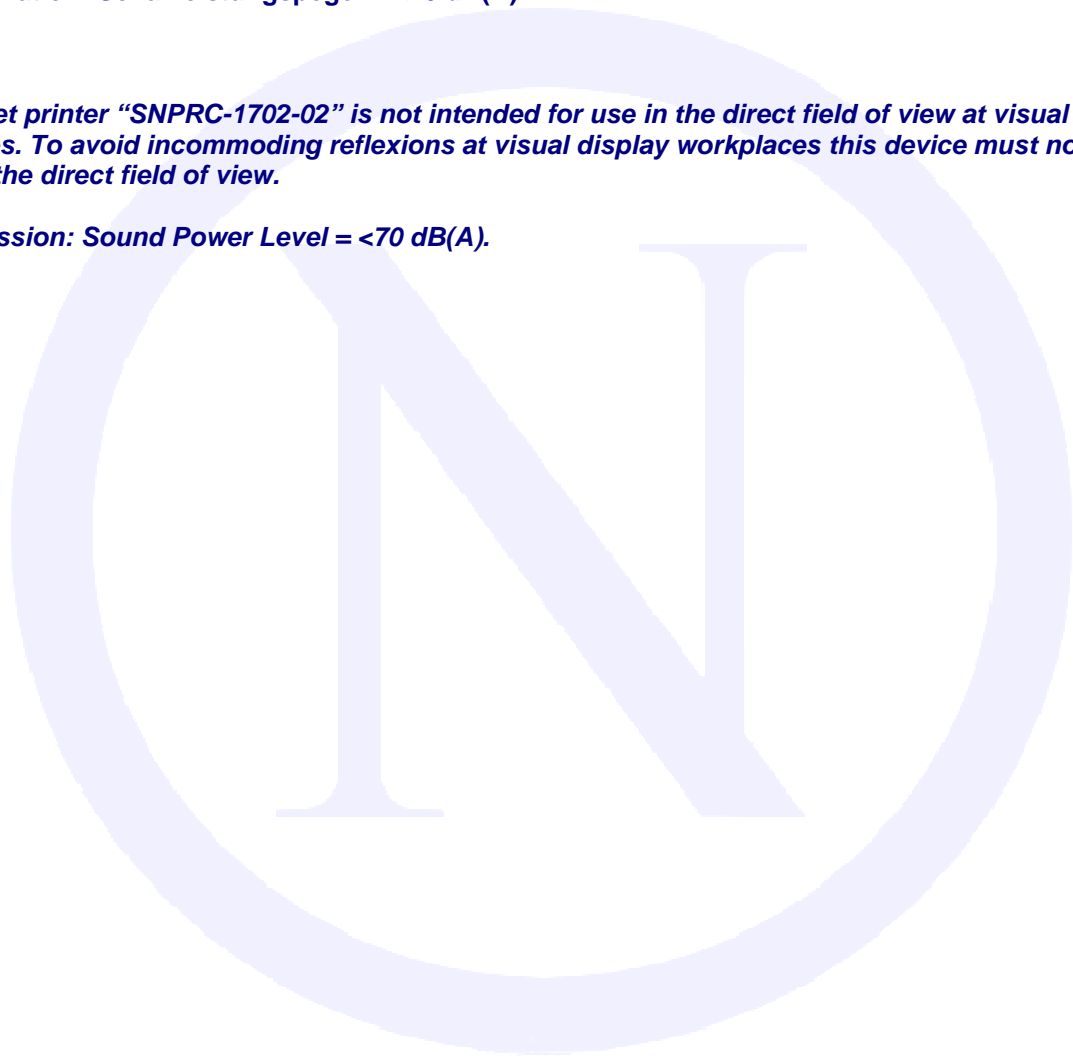 et printer “SNPRC-1702-02” is not intended for use in the direct field of view at visual
s. To avoid incommoding reflexions at visual display workplaces this device must no
the direct field of view.
ssion: Sound Power Level = <70 dB(A).
N